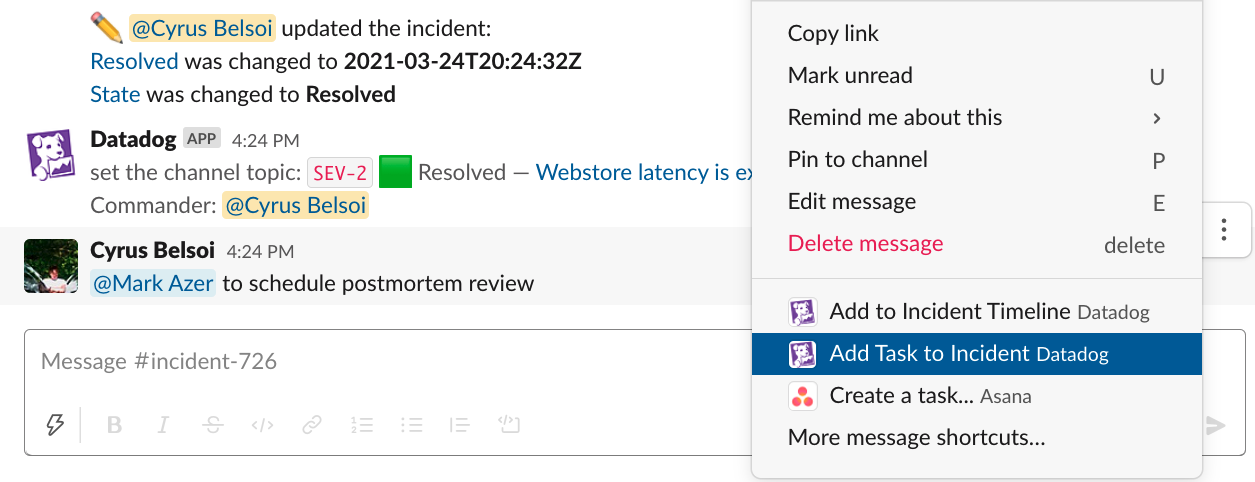 @Cyrus Belsoi updated the incident:
Resolved was changed to 2021-03-24T20:24:32Z
State was changed to Resolved
Datadog APP 4:24 PM
set the channel topic: SEV-2 Resolved — Webstore latency is ex
Commander: @Cyrus Belsoi
Cyrus Belsoi 4:24 PM
@Mark Azer to schedule postmortem review
Message #incident-726
B I S
Copy link
Mark unread U
Remind me about this
Pin to channel P
Edit message E
Delete message delete
Add to Incident Timeline Datadog
Add Task to Incident Datadog
Create a task... Asana
More message shortcuts...